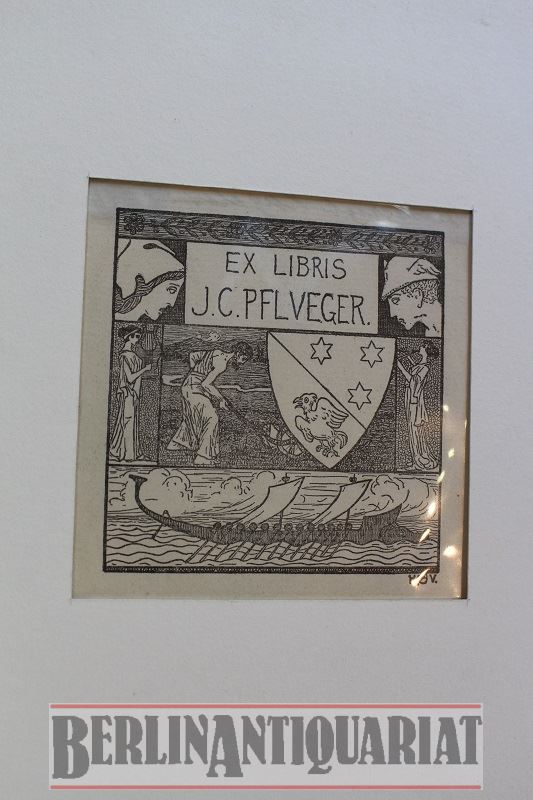 EX LIBRIS
J.C. PFLVEGER.
BERLINANTIQUARIAT